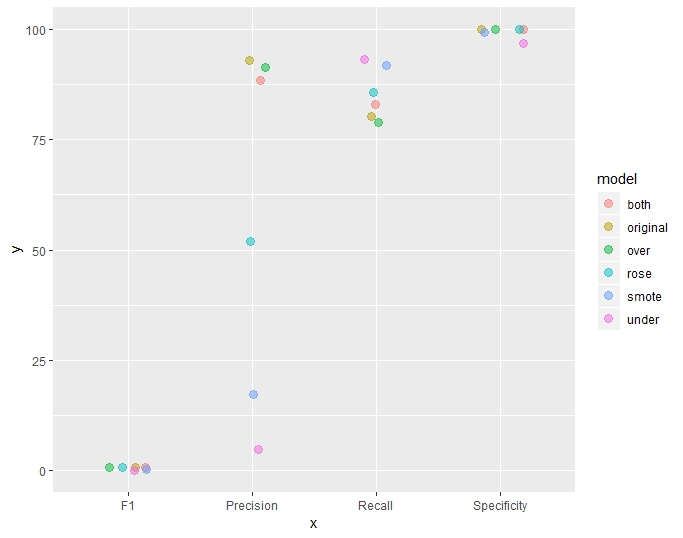 100
75
50
25
0
y
F1 Precision Recall Specificity
x
model
both
original
over
rose
smote
under